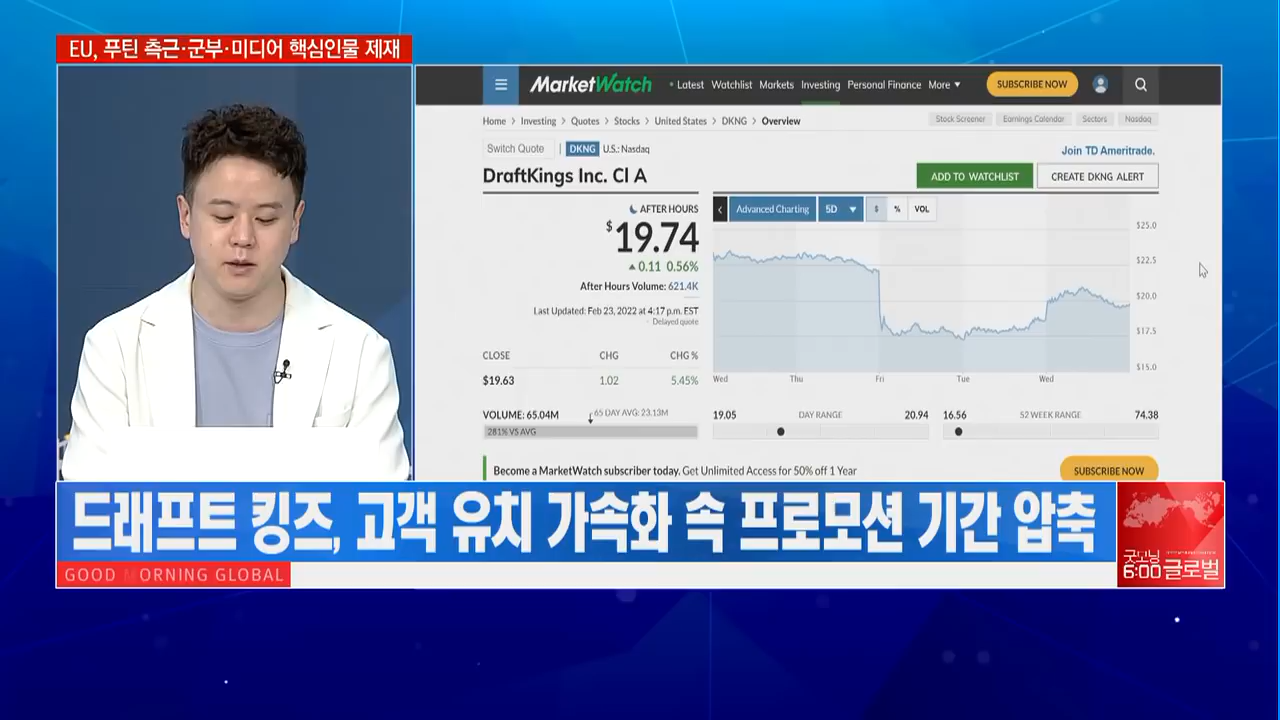 EU, 푸틴 측근·군부·미디어 핵심인물 제재
MarketWatch
Latest Watchlist Markets Investing Personal Finance More
SUBSCRIBE NOW
Home > Investing > Quotes > Stocks > United States > DKNG > Overview
Stock Screener Earnings Calendar Sectors Nasdaq
Switch Quote | DKNG U.S.: Nasdaq
Join TD Ameritrade.
DraftKings Inc. Cl A
ADD TO WATCHLIST CREATE DKNG ALERT
AFTER HOURS
$19.74
0.11 0.56%
After Hours Volume: 621.4K
Last Updated: Feb 23, 2022 at 4:17 p.m. EST
Delayed quote
CLOSE CHG CHG %
$19.63 1.02 5.45%
VOLUME: 65.04M 65 DAY AVG: 23.13M
281% VS AVG
Advanced Charting 5D $ % VOL
$25.0
$22.5
$20.0
$17.5
$15.0
Wed Thu Fri Tue Wed
19.05 DAY RANGE 20.94
16.56 52 WEEK RANGE 74.38
Become a MarketWatch subscriber today. Get Unlimited Access for 50% off 1 Year
SUBSCRIBE NOW
드래프트 킹즈, 고객 유치 가속화 속 프로모션 기간 압축
GOOD MORNING GLOBAL
굿모닝
6:00 글로벌